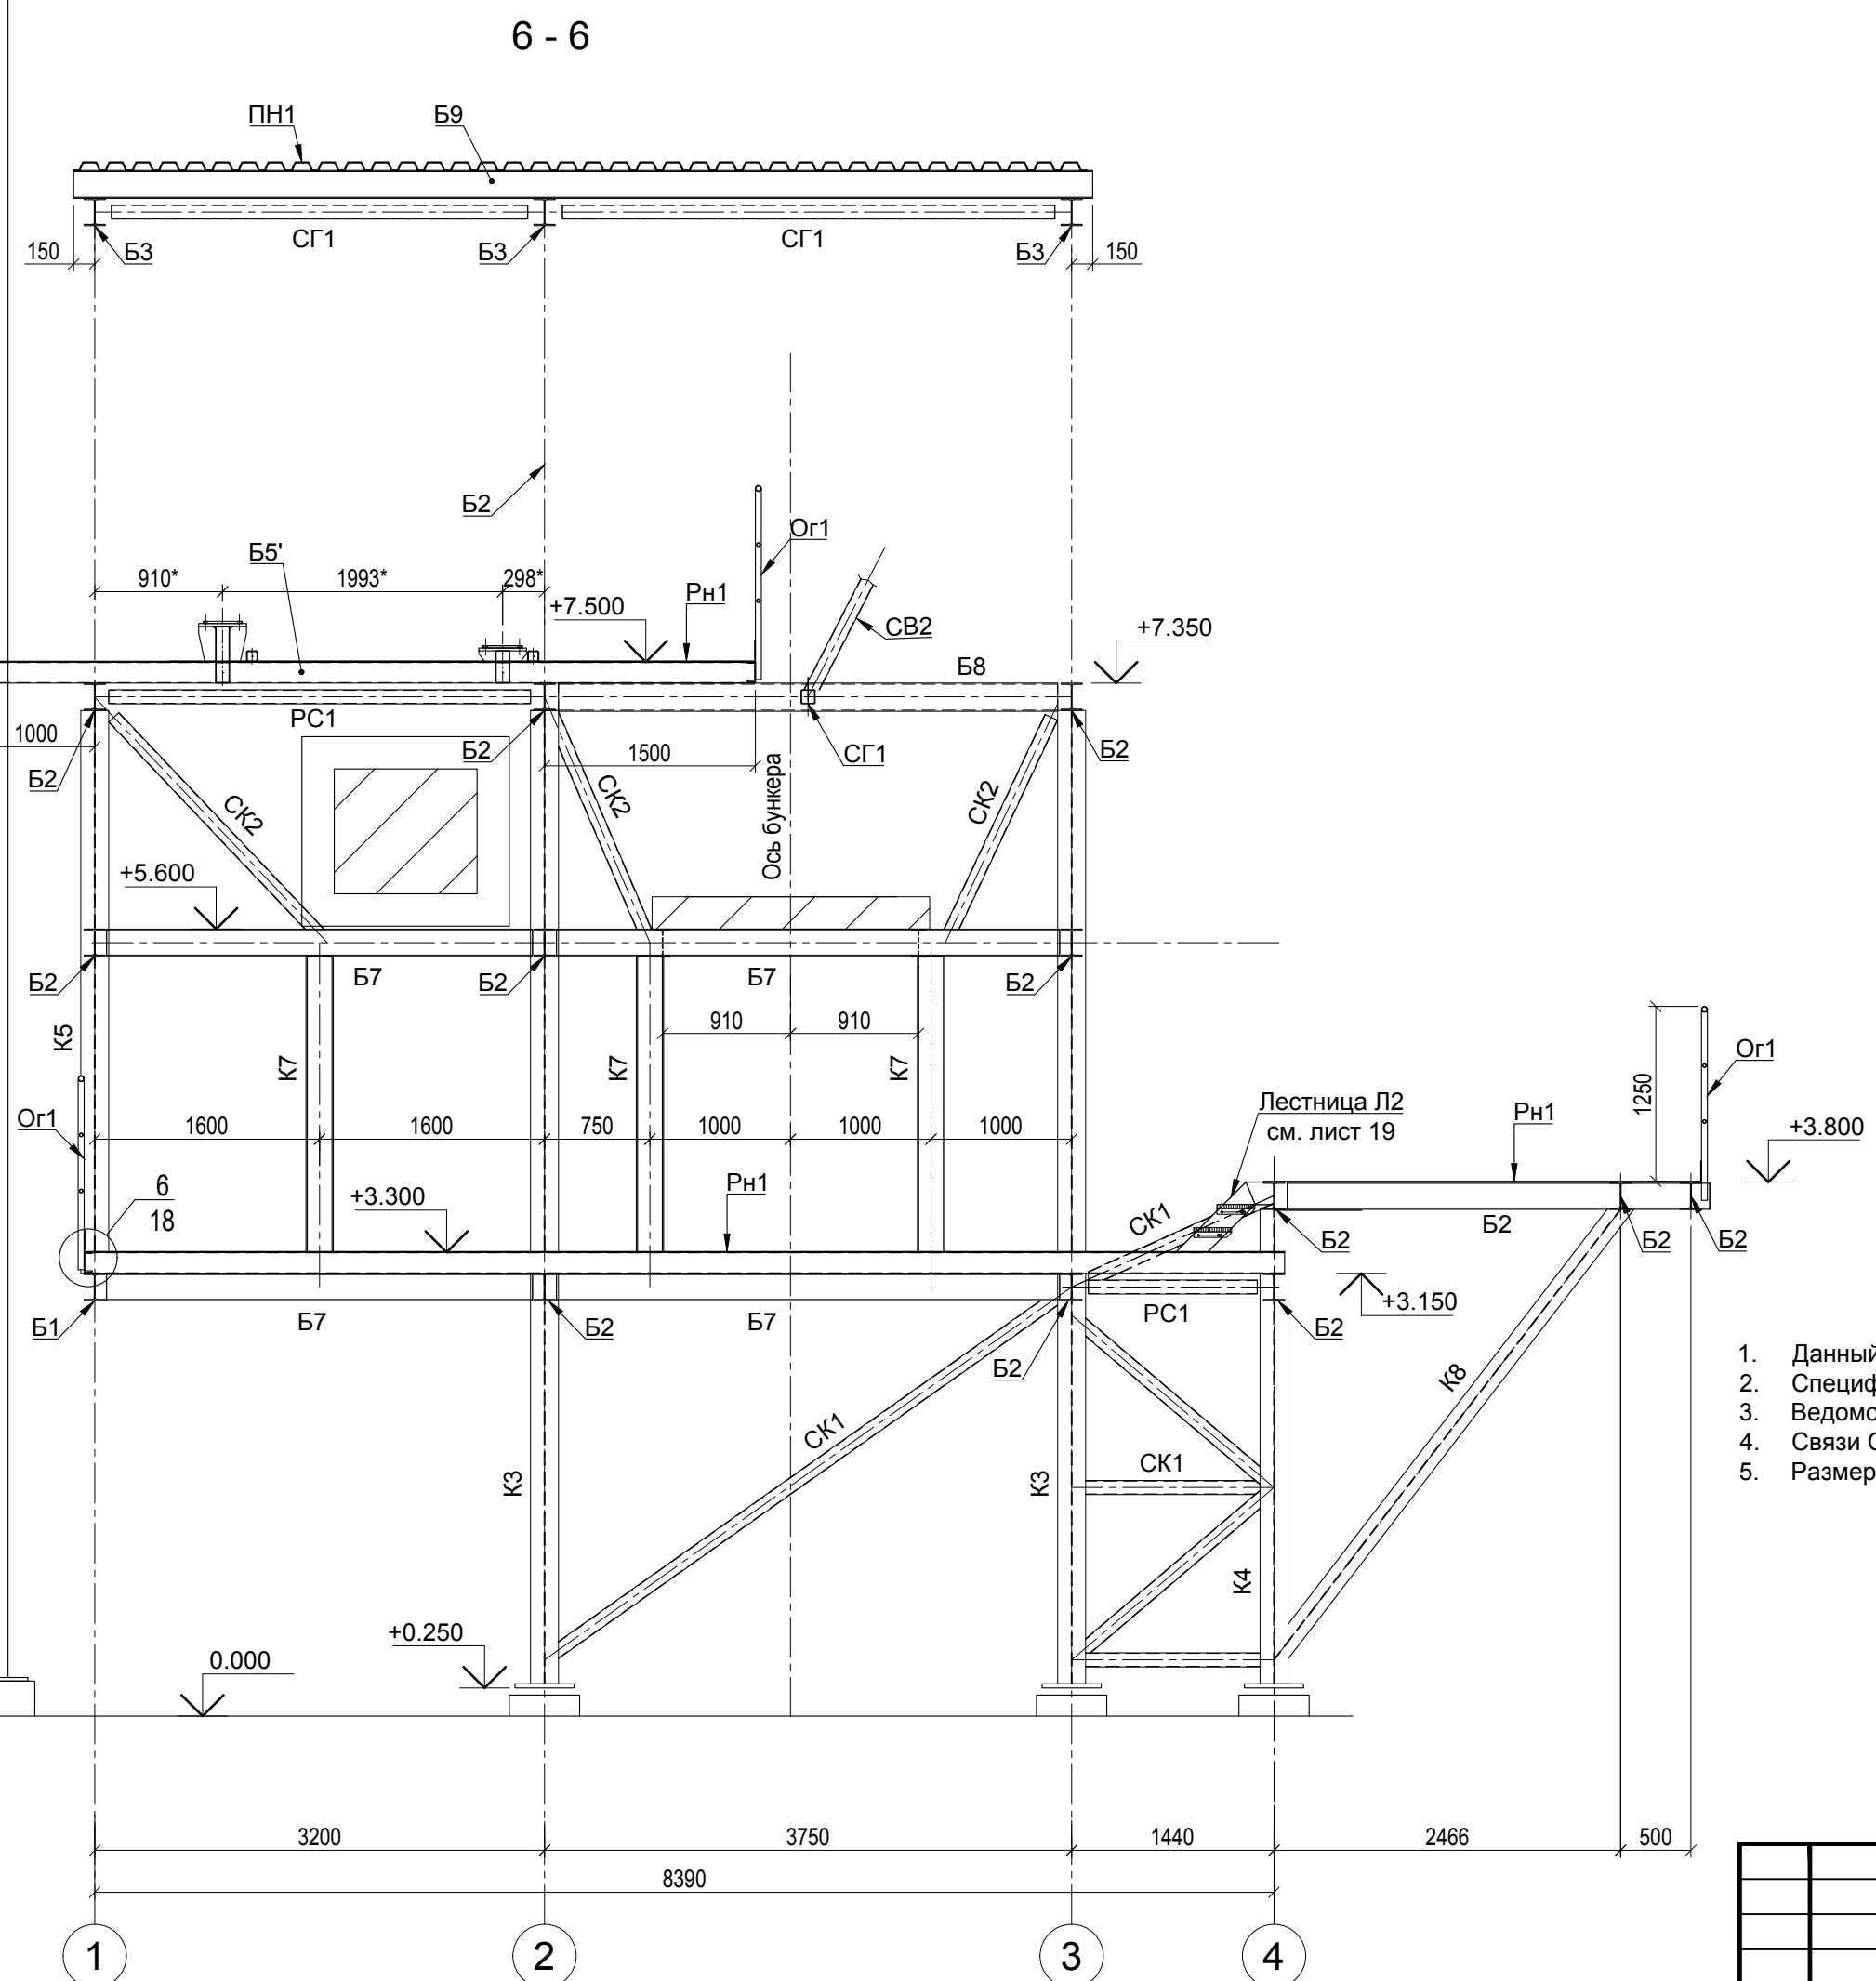 6 - 6
ПН1
Б9
СГ1
СГ1
150
Б3
Б3
Б3
150
Б2
Ог1
Б5'
910*
1993*
298*
+7.500
Рн1
СВ2
+7.350
Б8
РС1
1000
Б2
Б2
1500
СГ1
Б2
СК2
СК2
СК2
Ось бункера
+5.600
Б2
Б7
Б2
Б7
Б2
910
910
К5
К7
К7
К7
Ог1
1250
Ог1
Лестница Л2
см. лист 19
Рн1
+3.800
1600
1600
750
1000
1000
1000
6
18
+3.300
Рн1
СК1
Б2
Б2
Б2
Б2
+3.150
РС1
Б1
Б7
Б2
Б7
Б2
Б2
1. Данный
2.
3.
4. Связи
5.
К8
СК1
СК1
К3
К3
К4
+0.250
0.000
3200
3750
1440
2466
500
8390
1
2
3
4